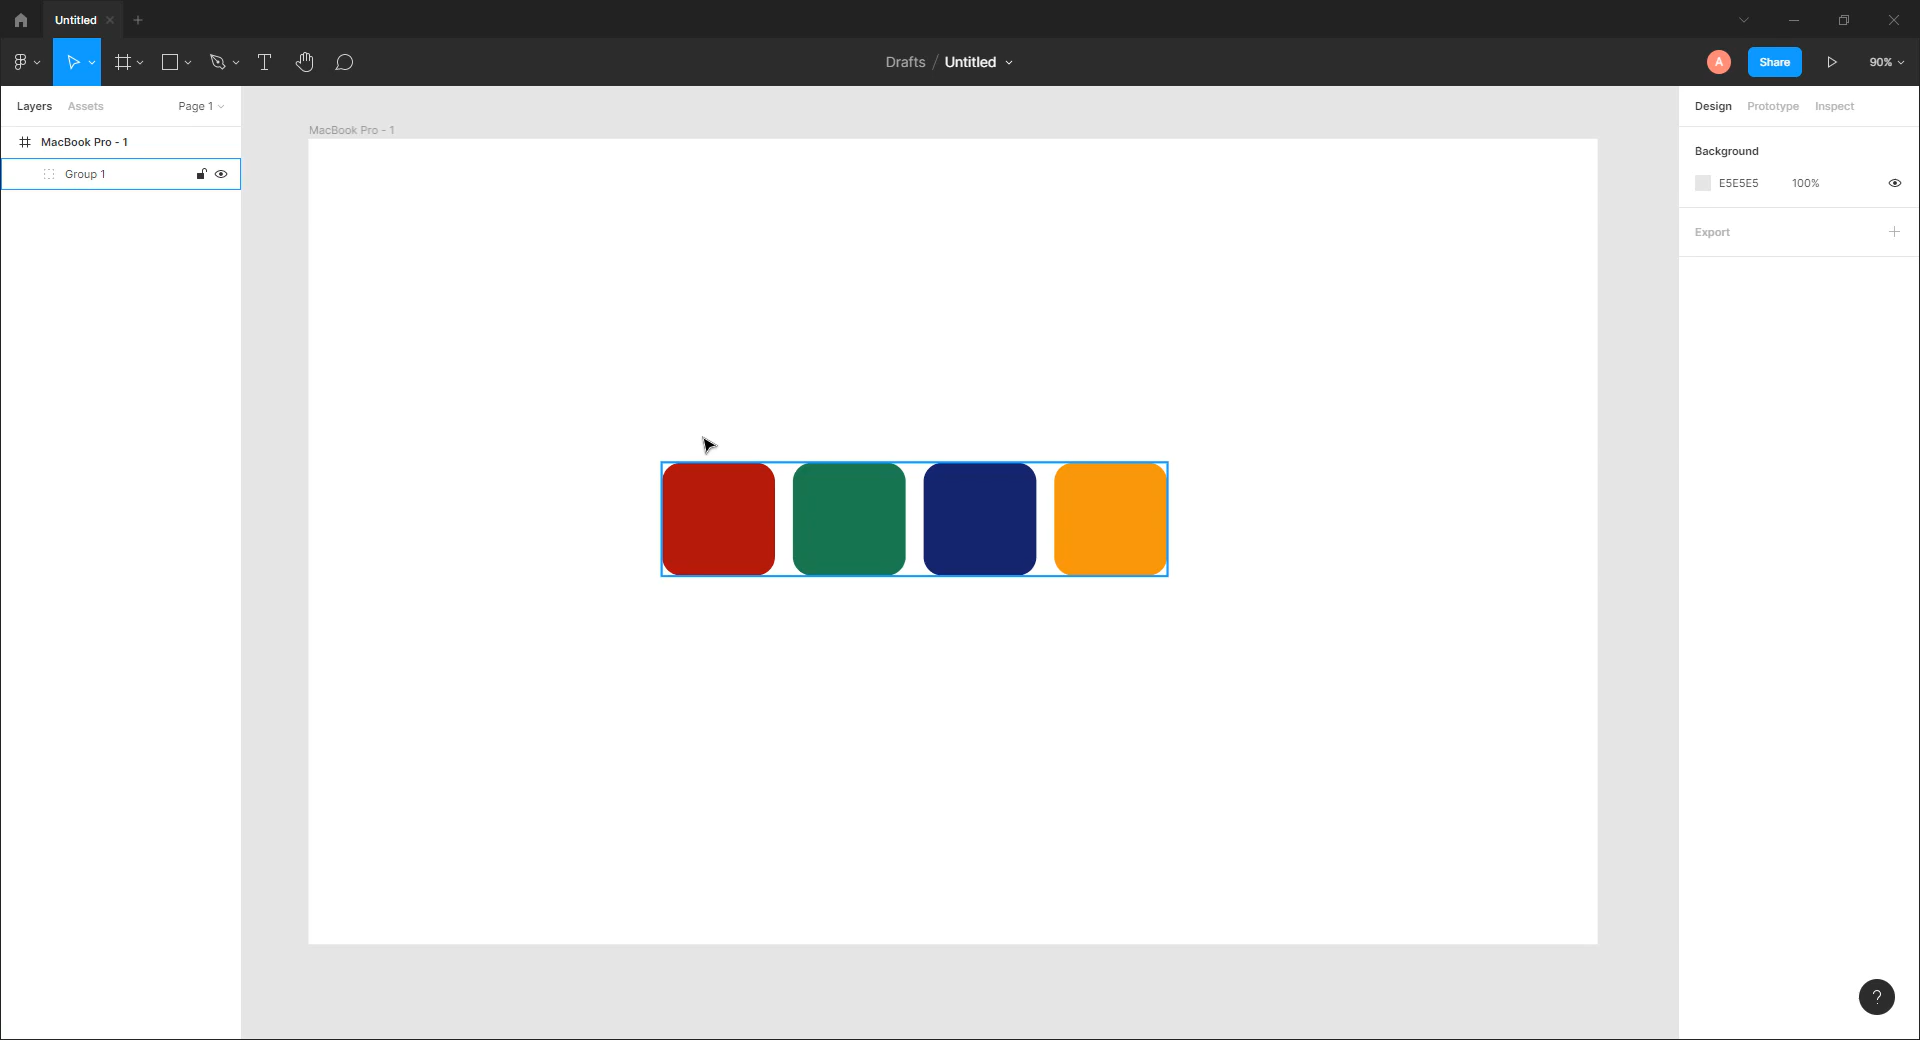 Untitled
Drafts / Untitled
A
Share
90%
Layers
Assets
Page 1
MacBook Pro - 1
Group 1
MacBook Pro - 1
Design
Prototype
Inspect
Background
E5E5E5
100%
Export
?